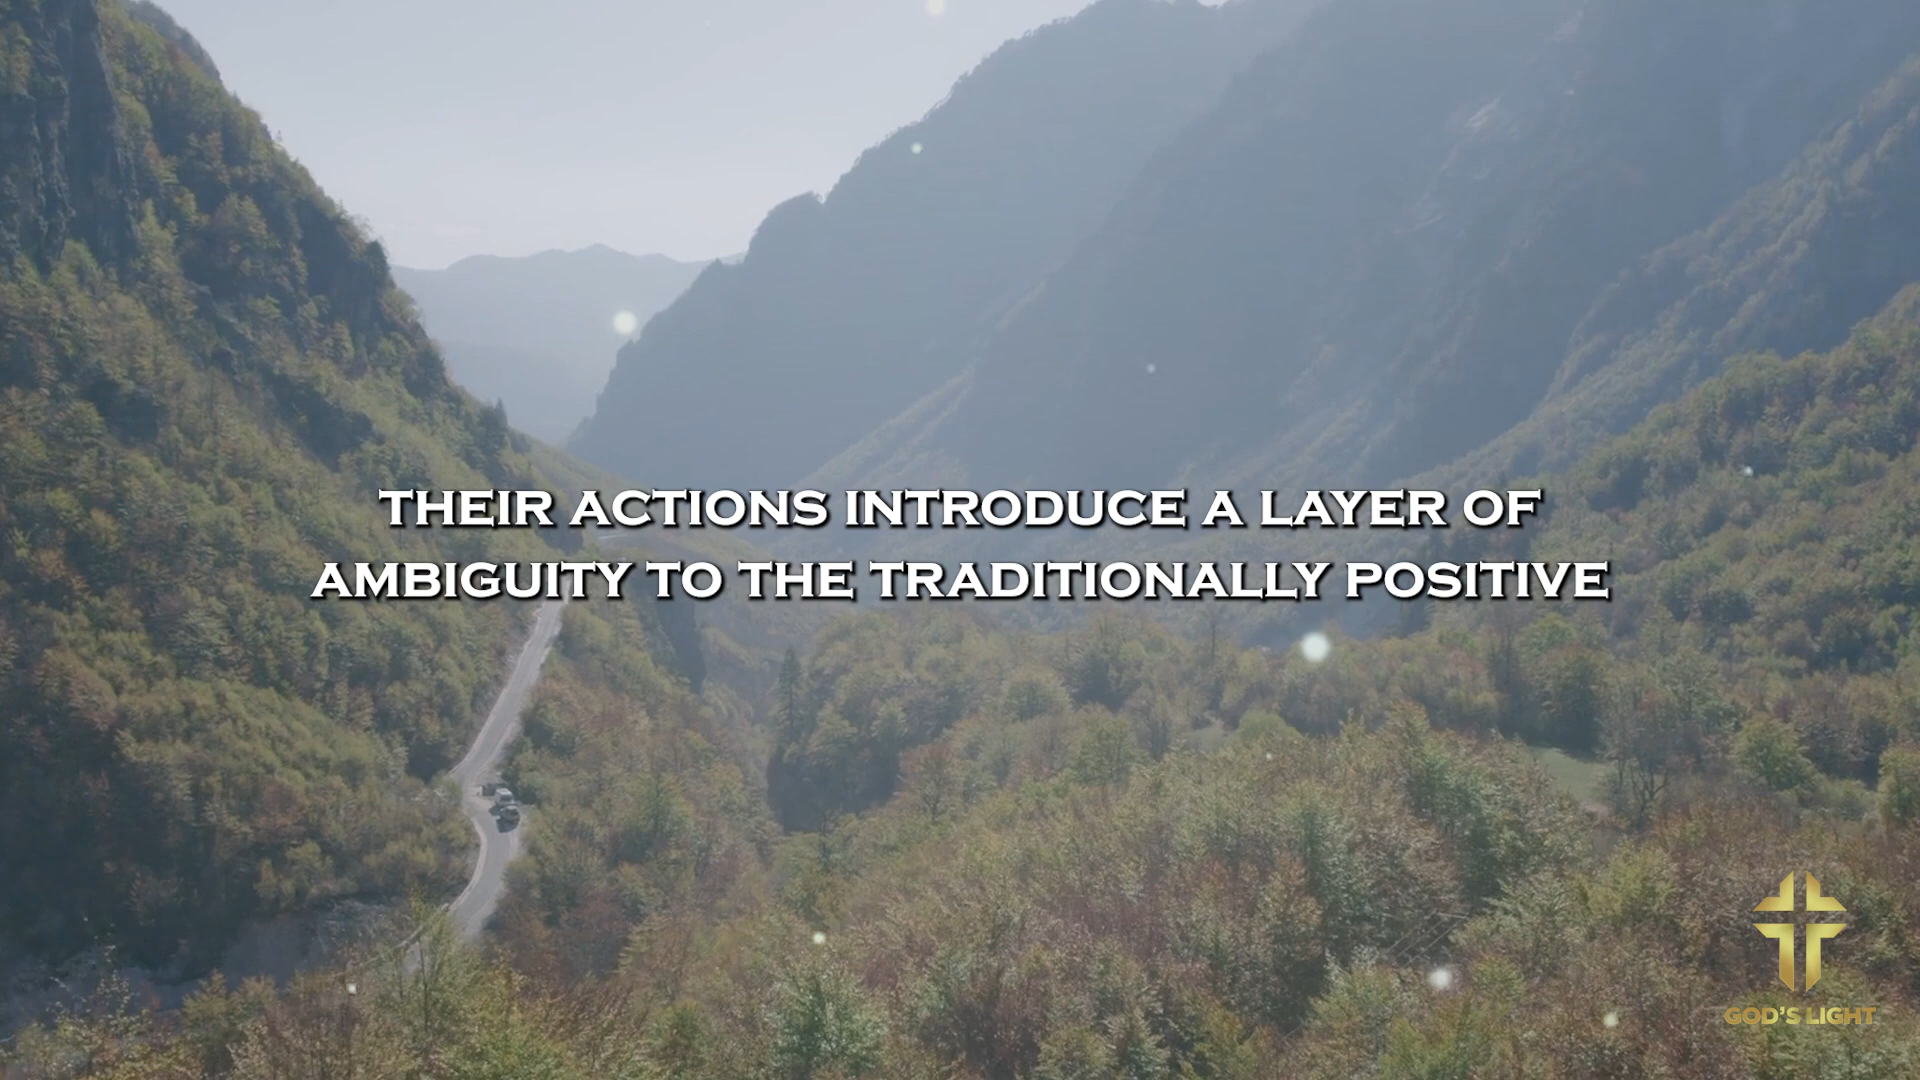 THEIR ACTIONS INTRODUCE A LAYER OF
AMBIGUITY TO THE TRADITIONALLY POSITIVE
GOD'S LIGHT